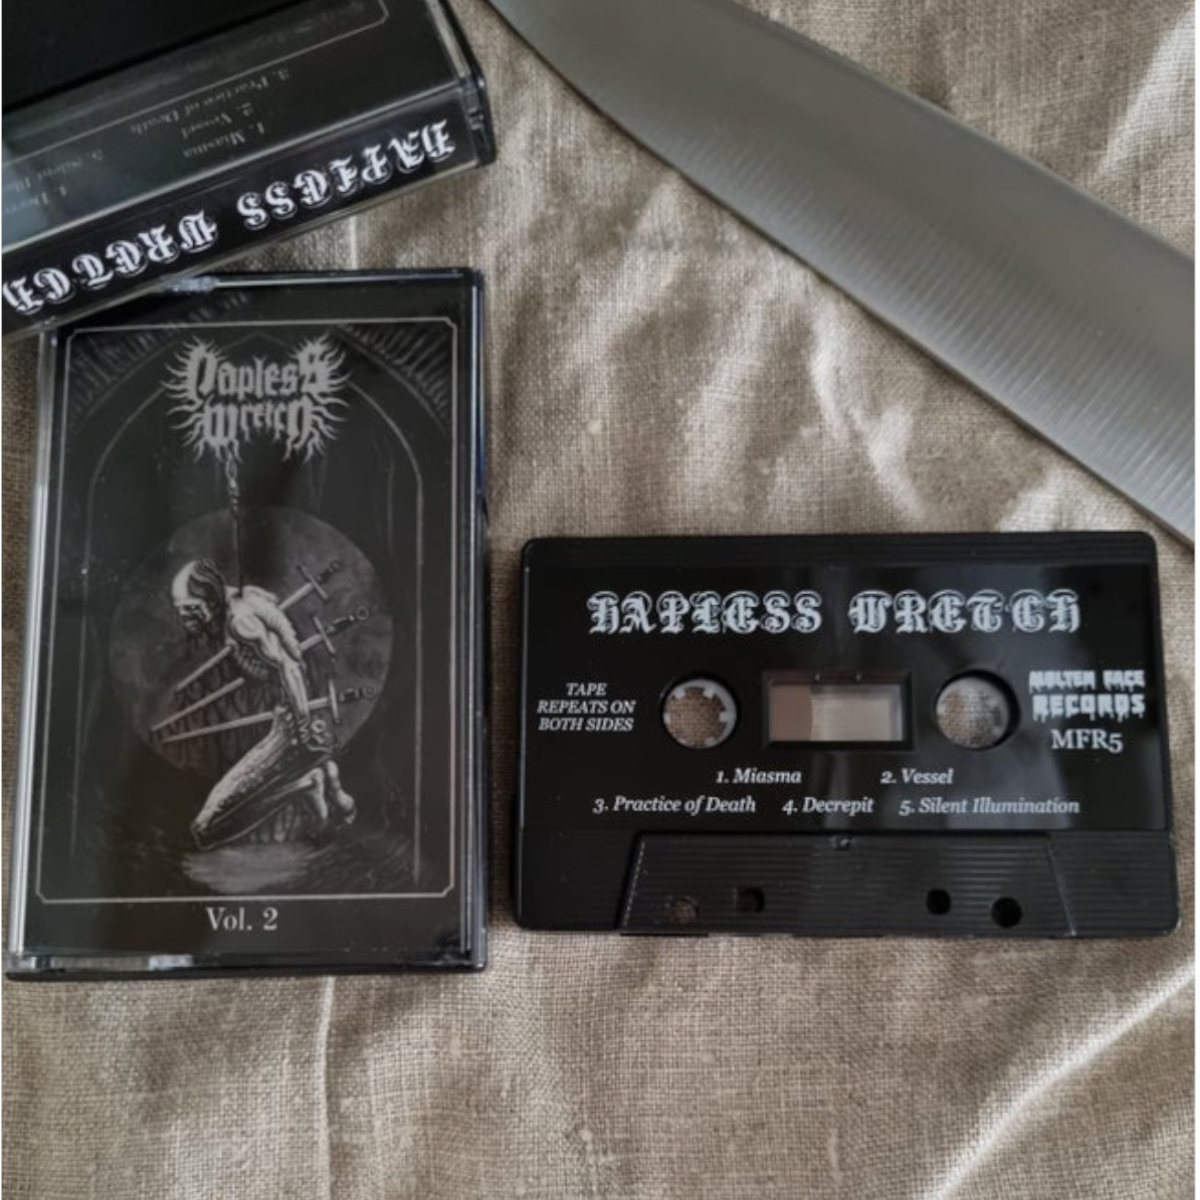 3. Practice of Death
2. Vessel
1. Miasma
HAPLESS WRETCH
Hapless
Wretch
Vol. 2
HAPLESS WRETCH
TAPE
REPEATS ON
BOTH SIDES
MOLTEN FACE
RECORDS
MFR5
1. Miasma 2. Vessel
3. Practice of Death 4. Decrepit 5. Silent Illumination